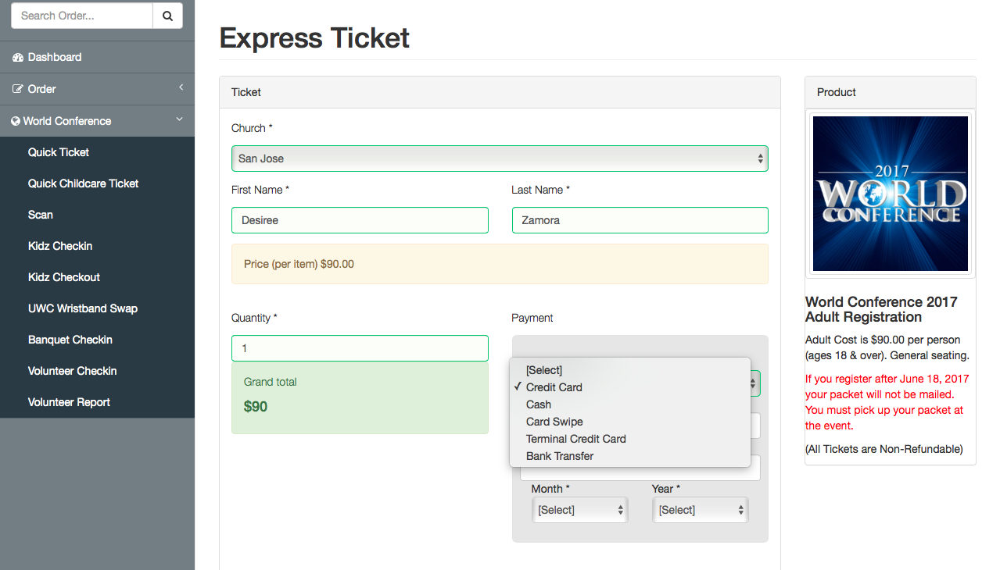 Search Order...
Dashboard
Order
World Conference
Quick Ticket
Quick Childcare Ticket
Scan
Kidz Checkin
Kidz Checkout
UWC Wristband Swap
Banquet Checkin
Volunteer Checkin
Volunteer Report
Express Ticket
Ticket
Church *
San Jose
First Name *
Last Name *
Desiree
Zamora
Price (per item) $90.00
Quantity *
Payment
1
Grand total
$90
[Select]
✓ Credit Card
Cash
Card Swipe
Terminal Credit Card
Bank Transfer
Month *
Year *
[Select]
[Select]
Product
2017
WORLD
CONFERENCE
World Conference 2017
Adult Registration
Adult Cost is $90.00 per person
(ages 18 & over). General seating.
If you register after June 18, 2017
your packet will not be mailed.
You must pick up your packet at
the event.
(All Tickets are Non-Refundable)